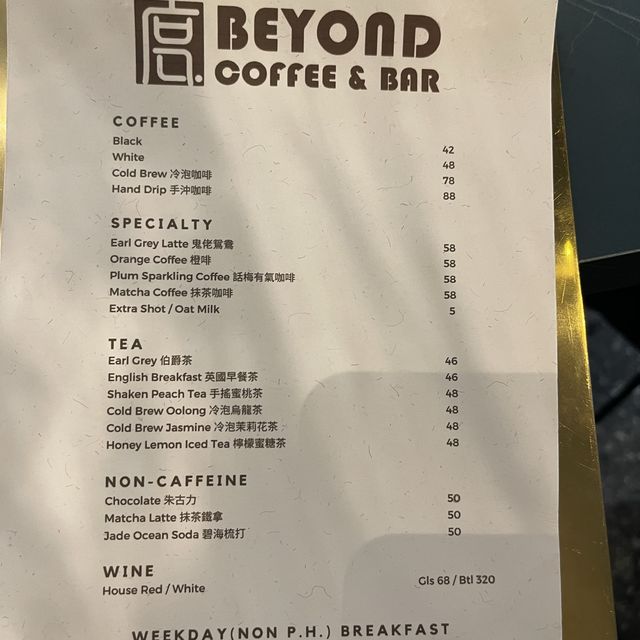 BEYOND
COFFEE & BAR
COFFEE
Black 42
White 48
Cold Brew 冷泡咖啡 78
Hand Drip 手沖咖啡 88
SPECIALTY
Earl Grey Latte 鬼佬鴛鴦 58
Orange Coffee 橙啡 58
Plum Sparkling Coffee 話梅有氣咖啡 58
Matcha Coffee 抹茶咖啡 58
Extra Shot / Oat Milk 5
TEA
Earl Grey 伯爵茶 46
English Breakfast 英國早餐茶 46
Shaken Peach Tea 手搖蜜桃茶 48
Cold Brew Oolong 冷泡烏龍茶 48
Cold Brew Jasmine 冷泡茉莉花茶 48
Honey Lemon Iced Tea 檸檬蜜糖茶 48
NON-CAFFEINE
Chocolate 朱古力 50
Matcha Latte 抹茶鐵拿 50
Jade Ocean Soda 碧海梳打 50
WINE
House Red / White Gls 68 / Btl 320
WEEKDAY(NON P.H.) BREAKFAST